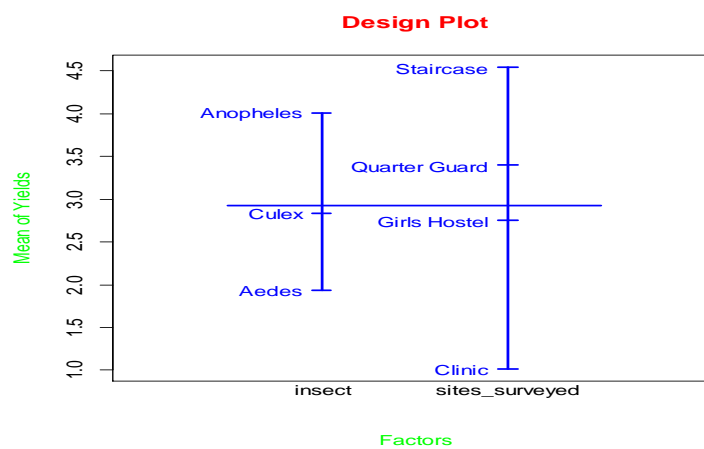 Design Plot
Mean of Yields
4.5
4.0
3.5
3.0
2.5
2.0
1.5
1.0
Staircase
Anopheles
Quarter Guard
Culex
Girls Hostel
Aedes
Clinic
insect
sites_surveyed
Factors